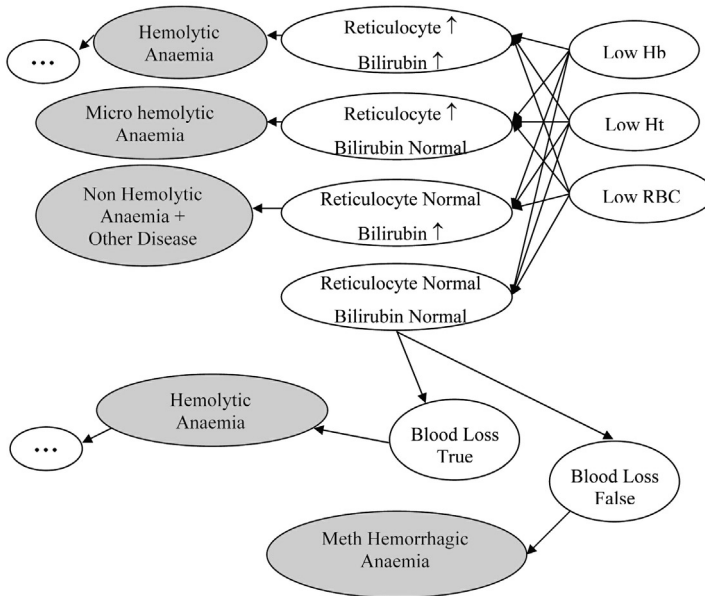 Hemolytic
Anaemia
Reticulocyte ↑
Bilirubin ↑
Low Hb
...
Micro hemolytic
Anaemia
Reticulocyte ↑
Bilirubin Normal
Low Ht
Non Hemolytic
Anaemia +
Other Disease
Reticulocyte Normal
Bilirubin ↑
Low RBC
Reticulocyte Normal
Bilirubin Normal
Hemolytic
Anaemia
...
Blood Loss
True
Blood Loss
False
Meth Hemorrhagic
Anaemia